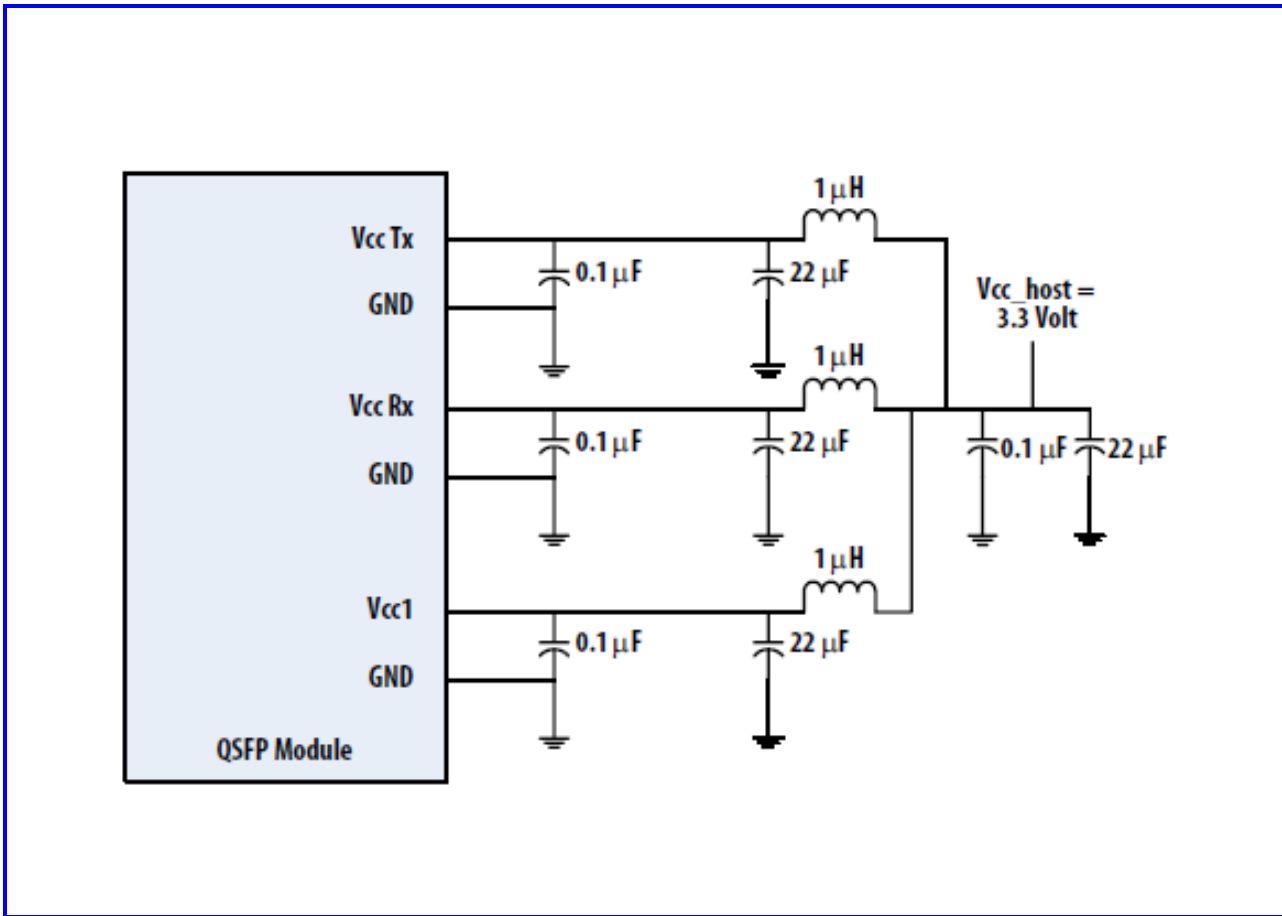 1 μH
Vcc Tx
0.1 μF
22 μF
GND
Vcc_host =
3.3 Volt
1 μH
Vcc Rx
0.1 μF
22 μF
0.1 μF
22 μF
GND
1 μH
Vcc1
0.1 μF
22 μF
GND
QSFP Module